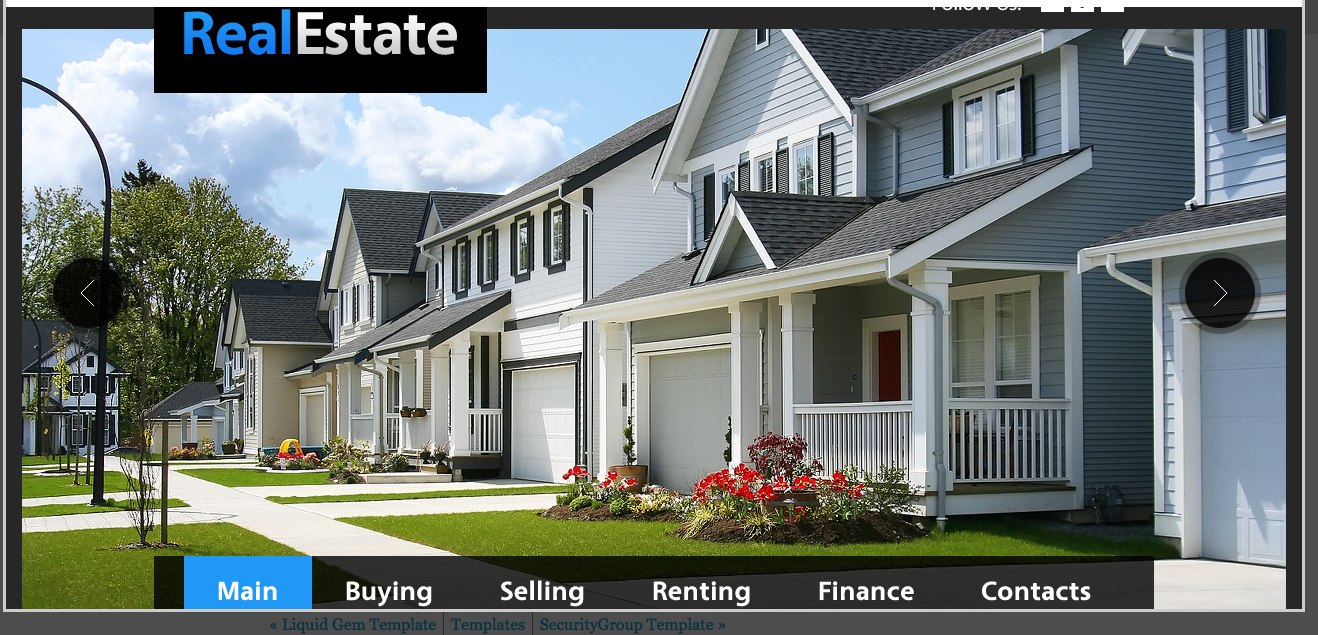 Follow Us:
RealEstate
Main Buying Selling Renting Finance Contacts
« Liquid Gem Template Templates SecurityGroup Template »